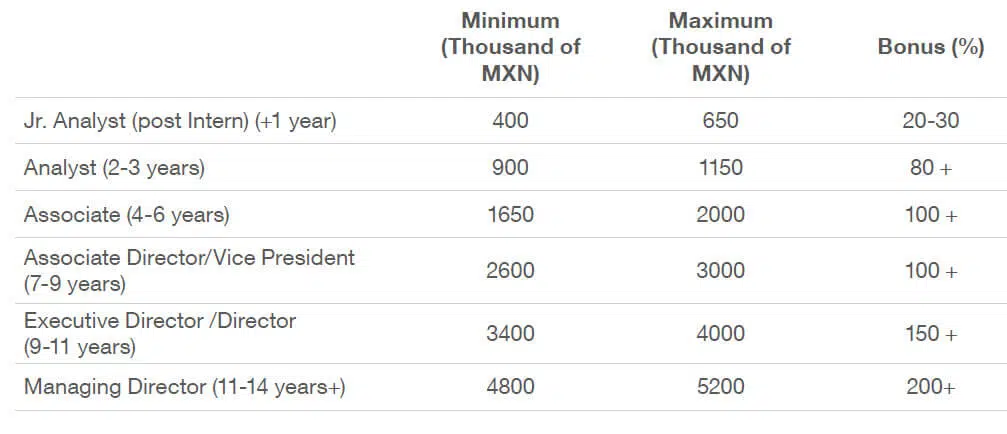 Minimum (Thousand of MXN) Maximum (Thousand of MXN) Bonus (%)
Jr. Analyst (post Intern) (+1 year) 400 650 20-30
Analyst (2-3 years) 900 1150 80 +
Associate (4-6 years) 1650 2000 100 +
Associate Director/Vice President
(7-9 years) 2600 3000 100 +
Executive Director /Director
(9-11 years) 3400 4000 150 +
Managing Director (11-14 years+) 4800 5200 200+